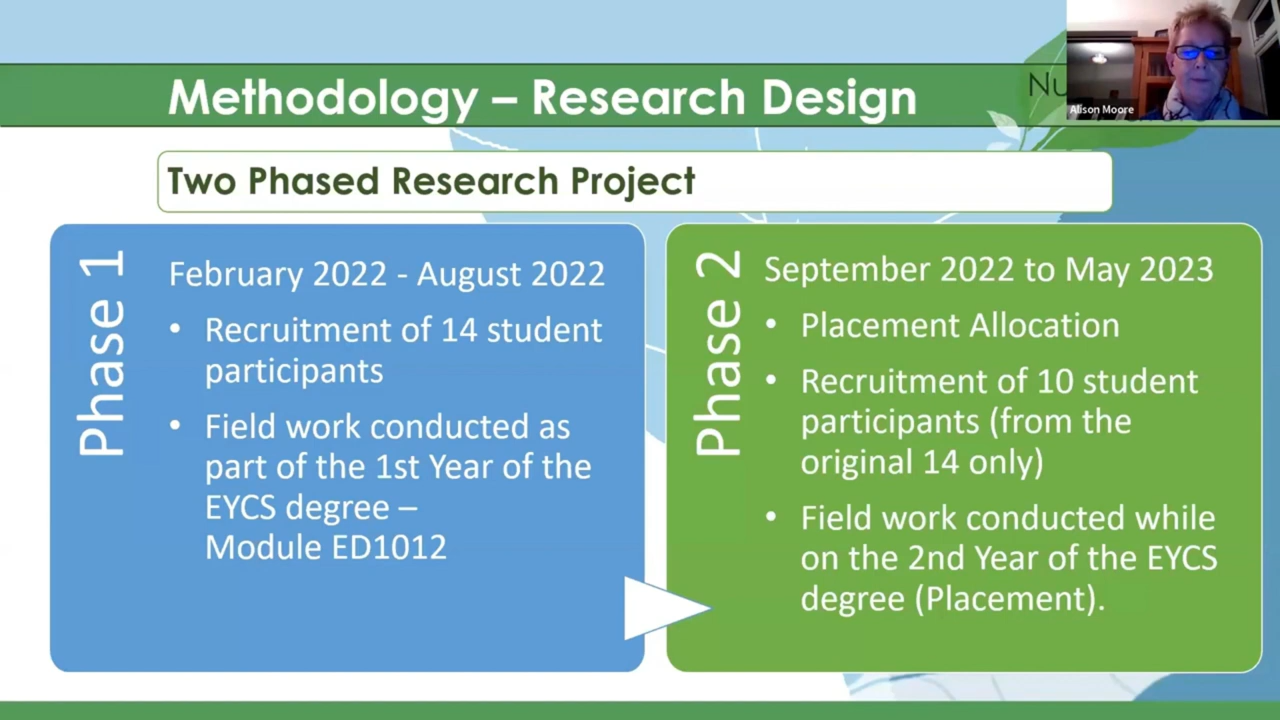 Methodology – Research Design
Nu
Alison Moore
Two Phased Research Project
Phase 1
February 2022 - August 2022
• Recruitment of 14 student
participants
• Field work conducted as
part of the 1st Year of the
EYCS degree –
Module ED1012
Phase 2
September 2022 to May 2023
• Placement Allocation
• Recruitment of 10 student
participants (from the
original 14 only)
• Field work conducted while
on the 2nd Year of the EYCS
degree (Placement).